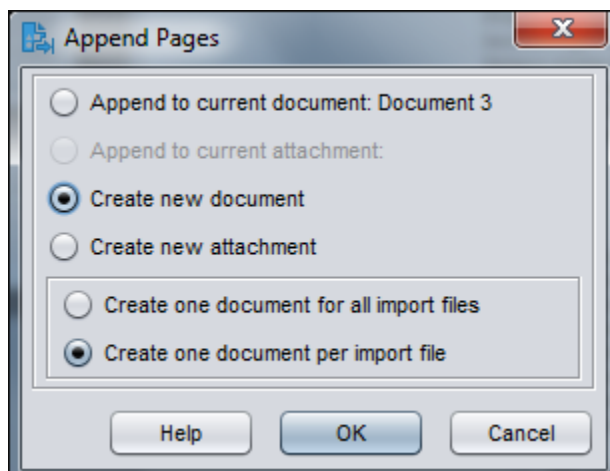 Append Pages
Append to current document: Document 3
Append to current attachment:
Create new document
Create new attachment
Create one document for all import files
Create one document per import file
Help OK Cancel